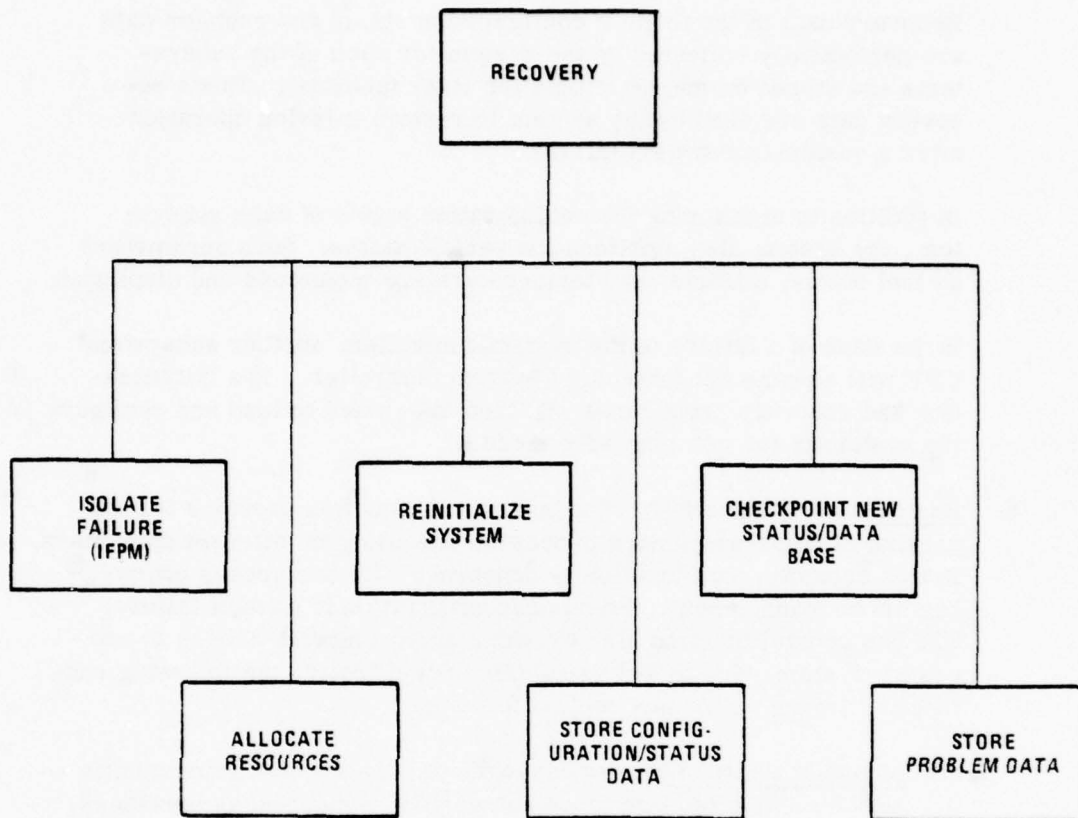 RECOVERY
ISOLATE
FAILURE
(IFPM)
REINITIALIZE
SYSTEM
CHECKPOINT NEW
STATUS/DATA
BASE
ALLOCATE
RESOURCES
STORE CONFIG-
URATION/STATUS
DATA
STORE
PROBLEM DATA